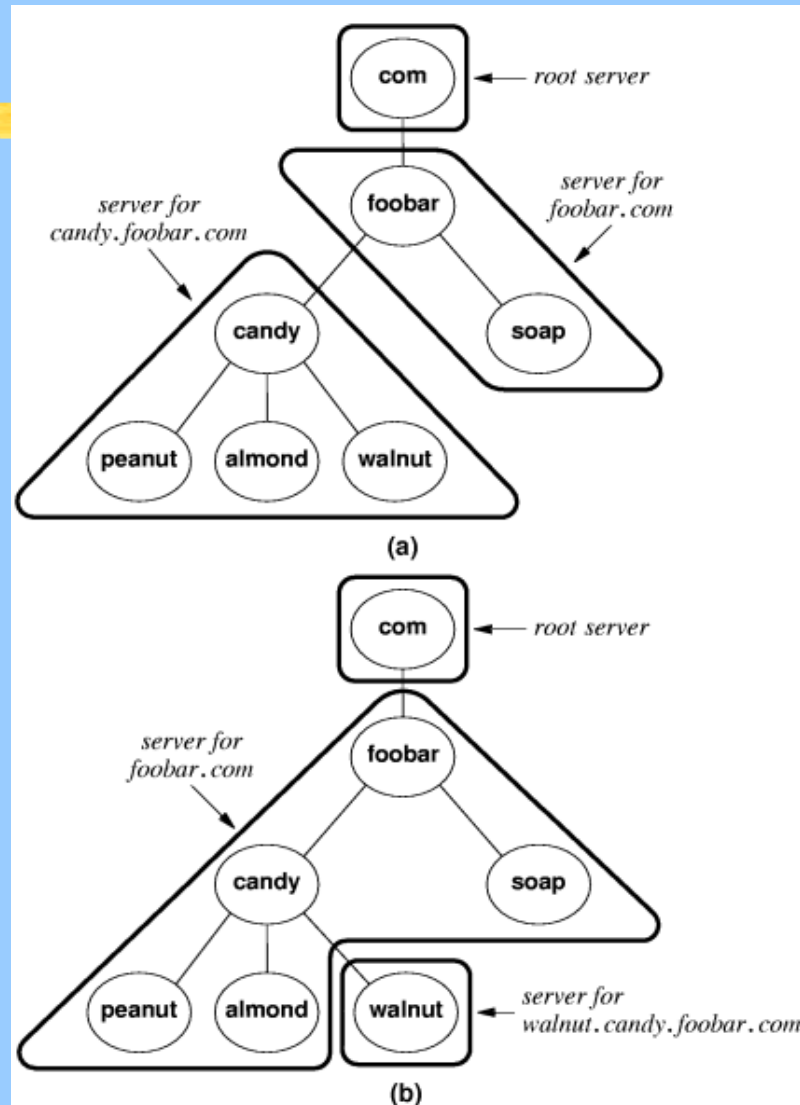 com
root server
foobar
server for
foobar.com
server for
candy.foobar.com
candy
soap
peanut
almond
walnut
(a)
com
root server
foobar
server for
foobar.com
candy
soap
peanut
almond
walnut
server for
walnut.candy.foobar.com
(b)